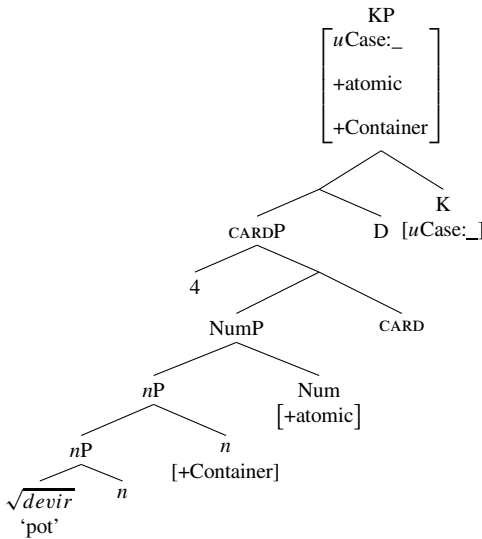 KP
uCase:_
+atomic
+Container
K
CARDP D [uCase:_]
4
NumP CARD
nP Num
[+atomic]
nP n
[+Container]
√devir n
‘pot’